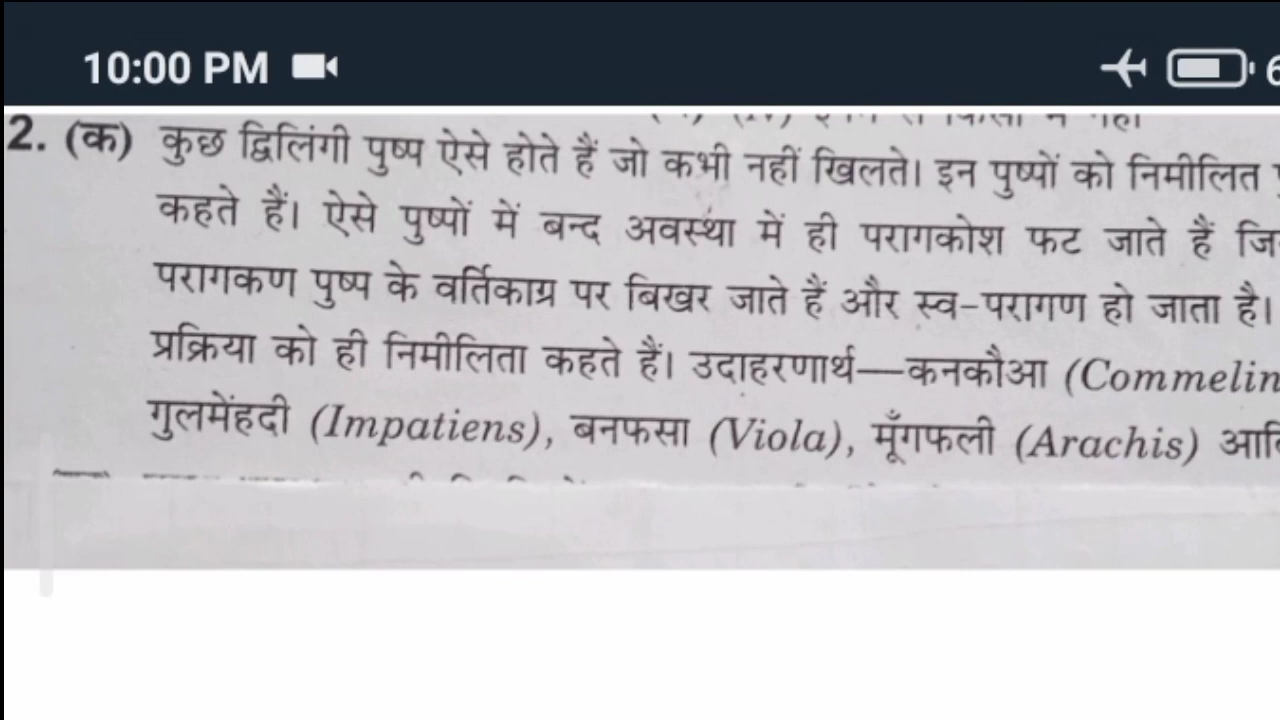 10:00 PM
2. (क) कुछ द्विलिंगी पुष्प ऐसे होते हैं जो कभी नहीं खिलते। इन पुष्पों को निमीलित
कहते हैं। ऐसे पुष्पों में बन्द अवस्था में ही परागकोश फट जाते हैं
परागकण पुष्प के वर्तिकाग्र पर बिखर जाते हैं और स्व-परागण हो जाता है।
प्रक्रिया को ही निमीलिता कहते हैं। उदाहरणार्थ—कनकौआ (Commelin
गुलमेंहदी (Impatiens), बनफसा (Viola), मूँगफली (Arachis)